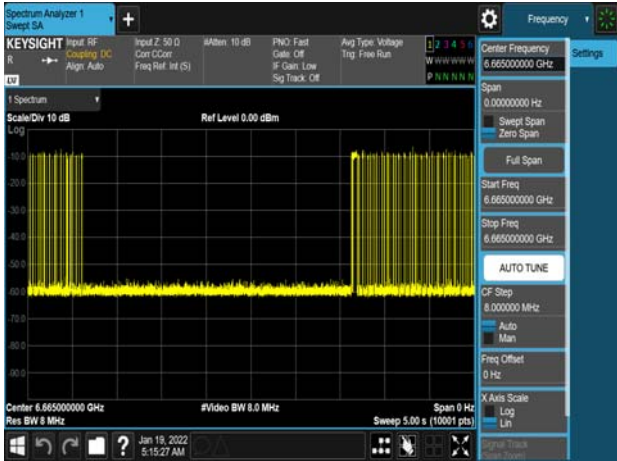 Spectrum Analyzer 1
Swept SA
+
Frequency
KEYSIGHT
R
LXI
Input: RF
Coupling: DC
Align: Auto
Input Z: 50 Ω
Corr CCorr
Freq Ref: Int (S)
#Atten: 10 dB
PNO: Fast
Gate: Off
IF Gain: Low
Sig Track: Off
Avg Type: Voltage
Trig: Free Run
1 2 3 4 5 6
W W W W W W
P N N N N N
1 Spectrum
Scale/Div 10 dB
Ref Level 0.00 dBm
Log
-10.0
-20.0
-30.0
-40.0
-50.0
-60.0
-70.0
-80.0
-90.0
Center 6.665000000 GHz
#Video BW 8.0 MHz
Span 0 Hz
Res BW 8 MHz
Sweep 5.00 s (10001 pts)
?
Jan 19, 2022
5:15:27 AM
Center Frequency
6.665000000 GHz
Settings
Span
0.00000000 Hz
Swept Span
Zero Span
Full Span
Start Freq
6.665000000 GHz
Stop Freq
6.665000000 GHz
AUTO TUNE
CF Step
8.000000 MHz
Auto
Man
Freq Offset
0 Hz
X Axis Scale
Log
Lin
Signal Track
(Span Zoom)